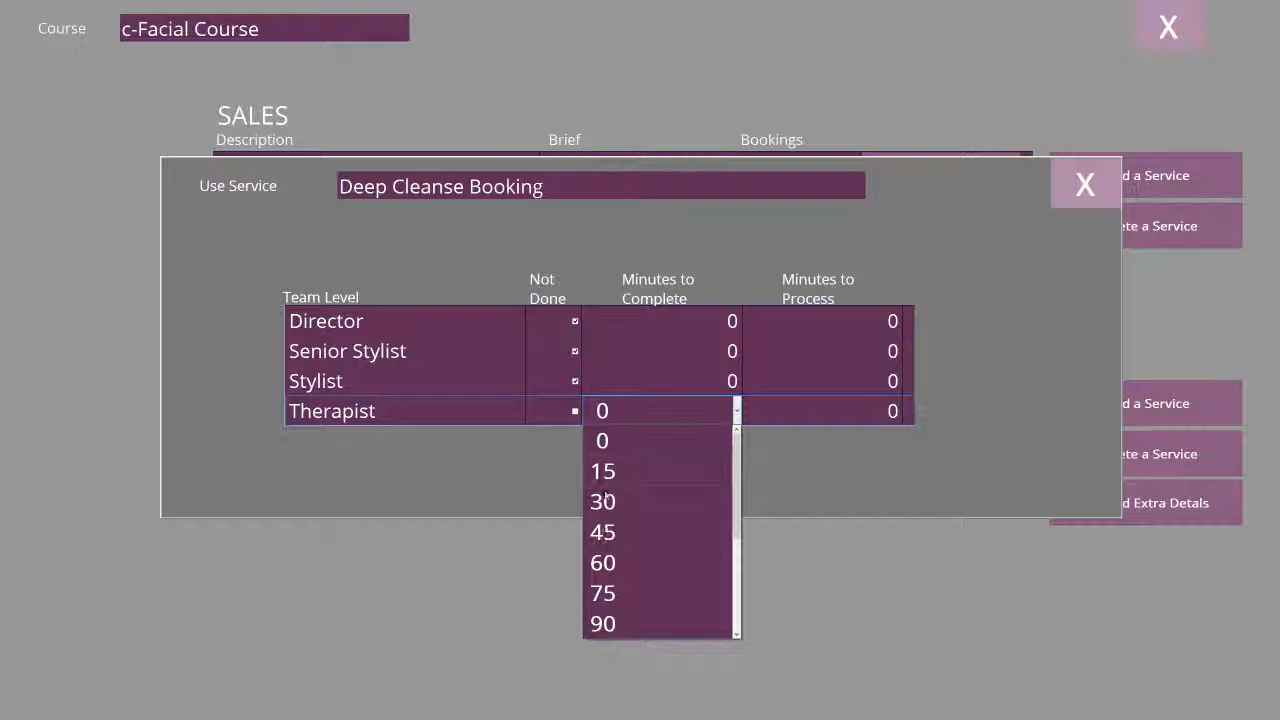 Course c-Facial Course X
SALES
Description Brief Bookings
Use Service Deep Cleanse Booking X
d a Service
ete a Service
Team Level Not Done Minutes to Complete Minutes to Process
Director 0 0
Senior Stylist 0 0
Stylist 0 0
Therapist 0 0
0
15
30
45
60
75
90
d a Service
ete a Service
d Extra Detals